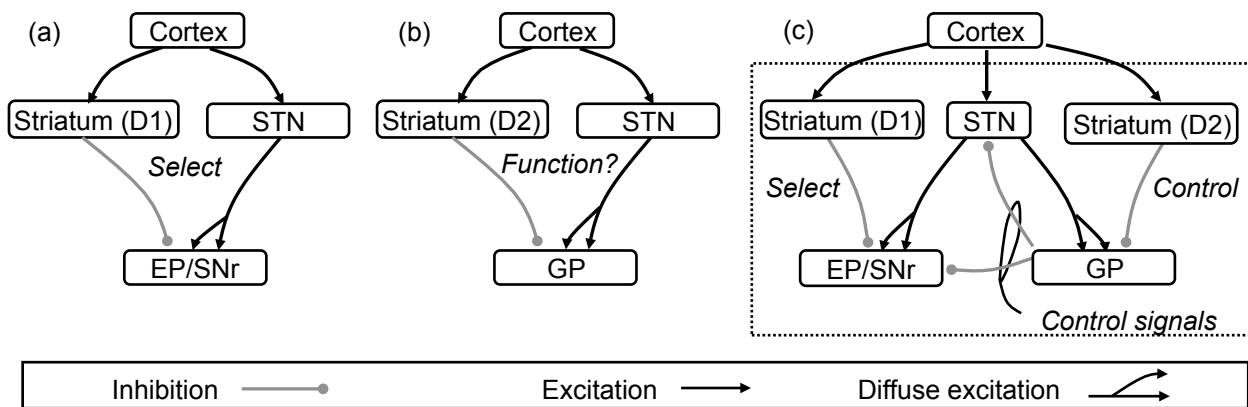 (a)
Cortex
Striatum (D1)
STN
Select
EP/SNr
(b)
Cortex
Striatum (D2)
STN
Function?
GP
(c)
Cortex
Striatum (D1)
STN
Striatum (D2)
Select
Control
EP/SNr
GP
Control signals
Inhibition
Excitation
Diffuse excitation